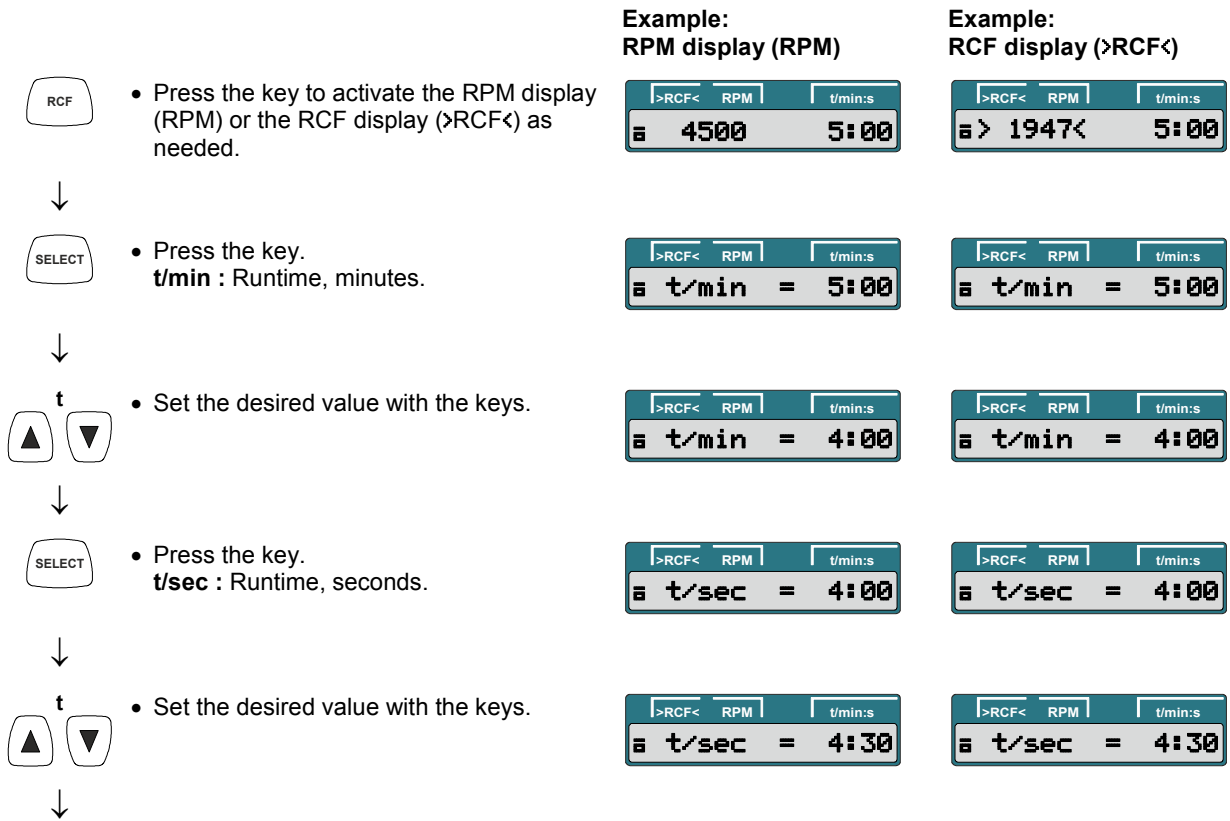 Example:
RPM display (RPM)
Example:
RCF display (>RCF<)
RCF
• Press the key to activate the RPM display
(RPM) or the RCF display (>RCF<) as
needed.
>RCF< RPM t/min:s
4500 5:00
>RCF< RPM t/min:s
> 1947< 5:00
↓
SELECT
• Press the key.
t/min : Runtime, minutes.
>RCF< RPM t/min:s
t/min = 5:00
>RCF< RPM t/min:s
t/min = 5:00
↓
t
▲ ▼
• Set the desired value with the keys.
>RCF< RPM t/min:s
t/min = 4:00
>RCF< RPM t/min:s
t/min = 4:00
↓
SELECT
• Press the key.
t/sec : Runtime, seconds.
>RCF< RPM t/min:s
t/sec = 4:00
>RCF< RPM t/min:s
t/sec = 4:00
↓
t
▲ ▼
• Set the desired value with the keys.
>RCF< RPM t/min:s
t/sec = 4:30
>RCF< RPM t/min:s
t/sec = 4:30
↓